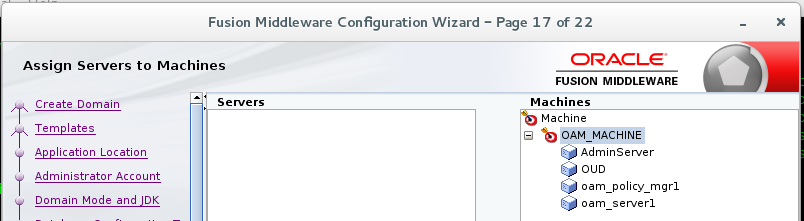 Fusion Middleware Configuration Wizard – Page 17 of 22
Assign Servers to Machines
ORACLE
FUSION MIDDLEWARE
Create Domain
Templates
Application Location
Administrator Account
Domain Mode and JDK
Servers
Machines
Machine
OAM_MACHINE
AdminServer
OUD
oam_policy_mgr1
oam_server1